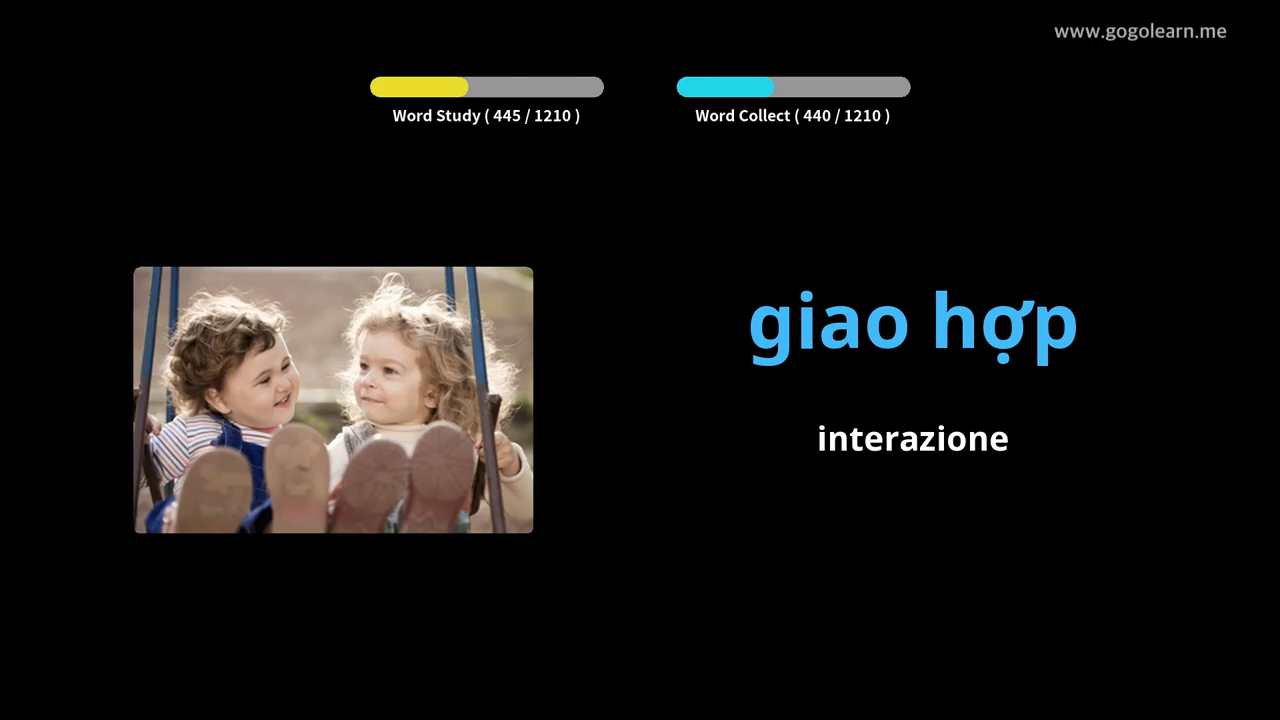 www.gogolearn.me
Word Study ( 445 / 1210 )
Word Collect ( 440 / 1210 )
giao hợp
interazione